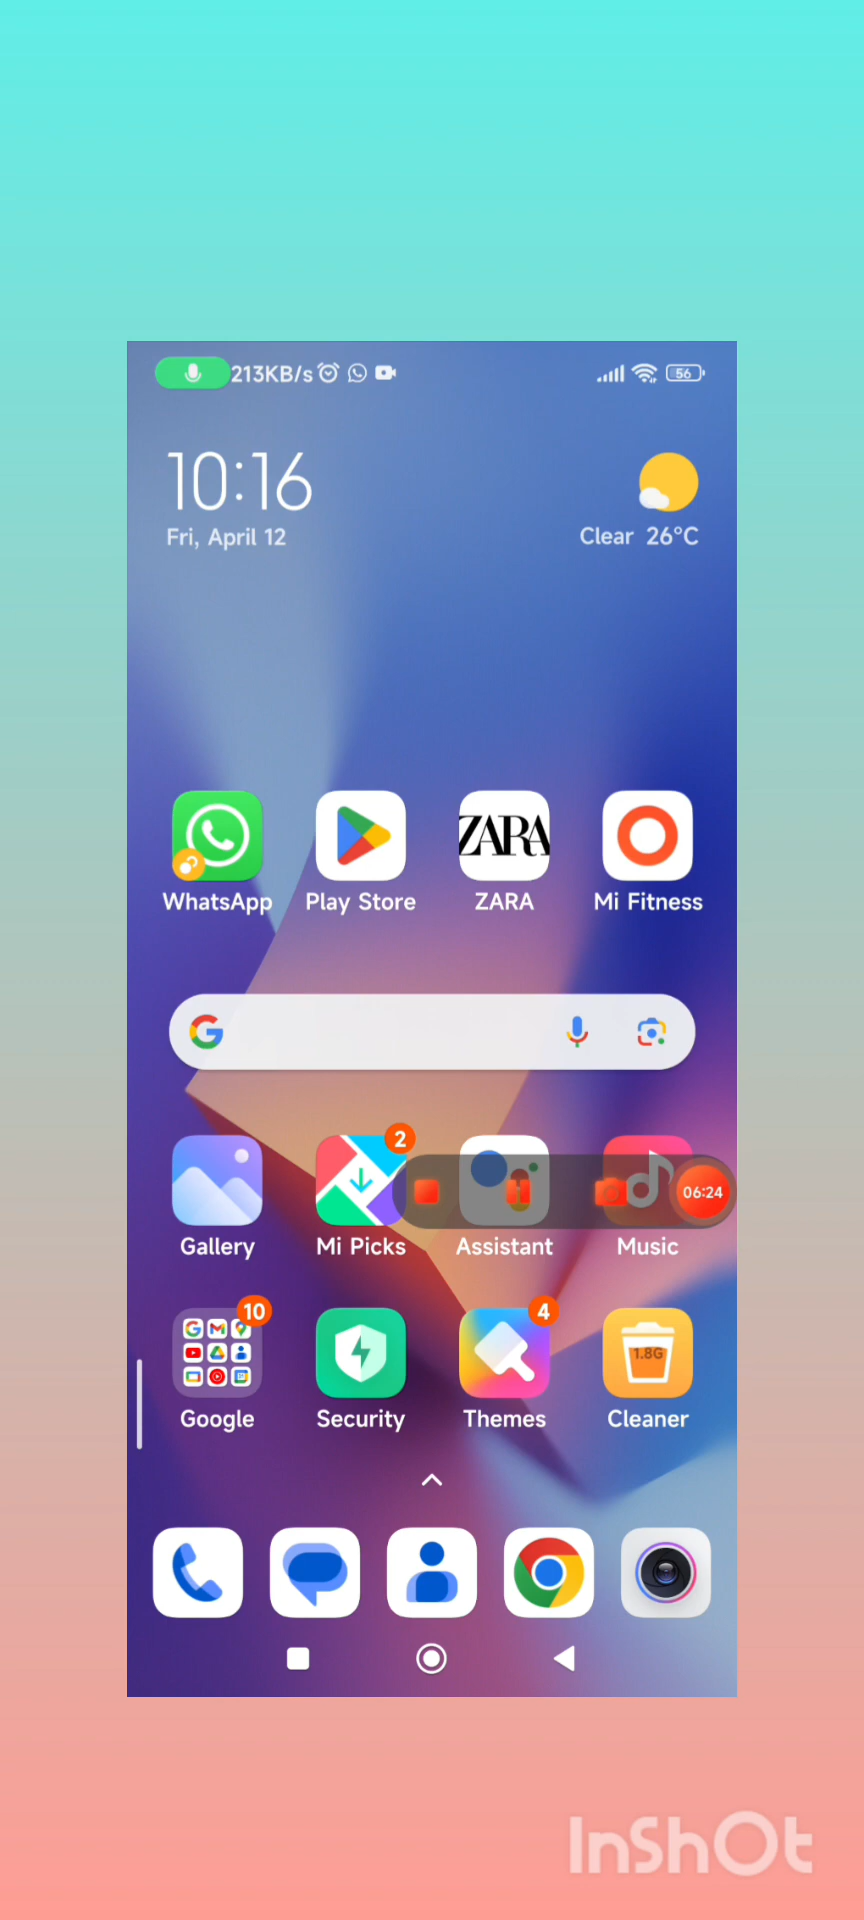 213KB/s
56
10:16
Fri, April 12
Clear 26°C
ZARA
WhatsApp
Play Store
ZARA
Mi Fitness
2
06:24
Gallery
Mi Picks
Assistant
Music
10
4
1.8G
Google
Security
Themes
Cleaner
InShOt